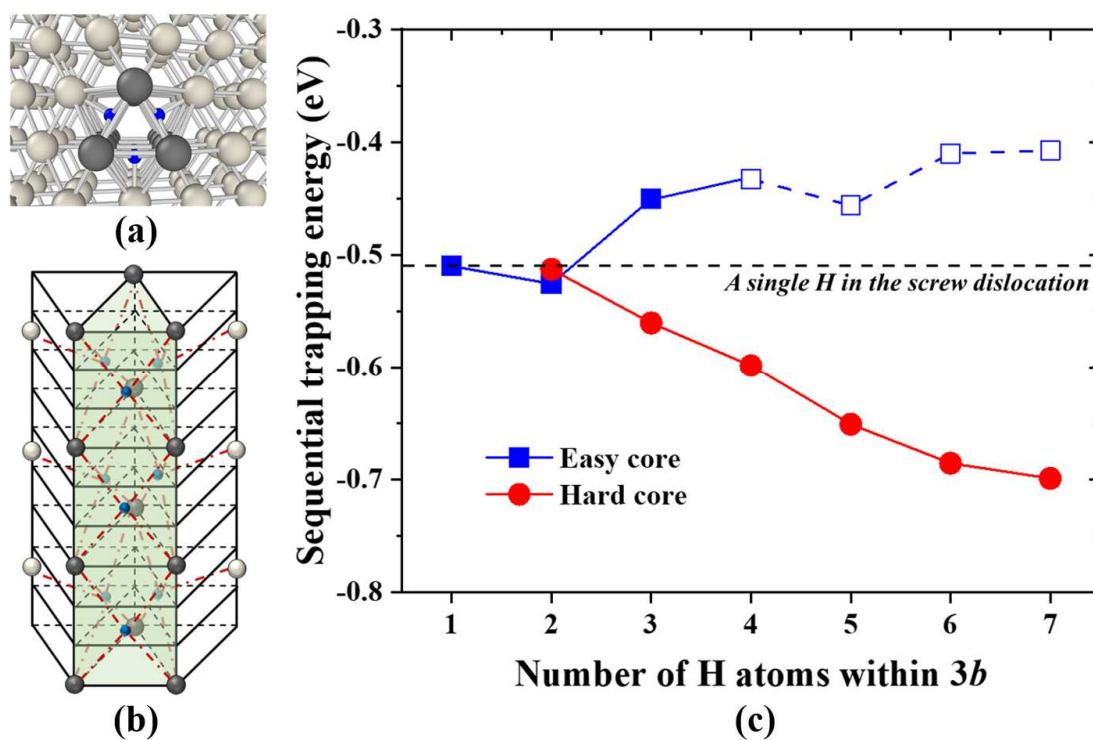 (a)
(b)
Sequential trapping energy (eV)
-0.3
-0.4
-0.5
-0.6
-0.7
-0.8
A single H in the screw dislocation
Easy core
Hard core
1 2 3 4 5 6 7
Number of H atoms within 3b
(c)